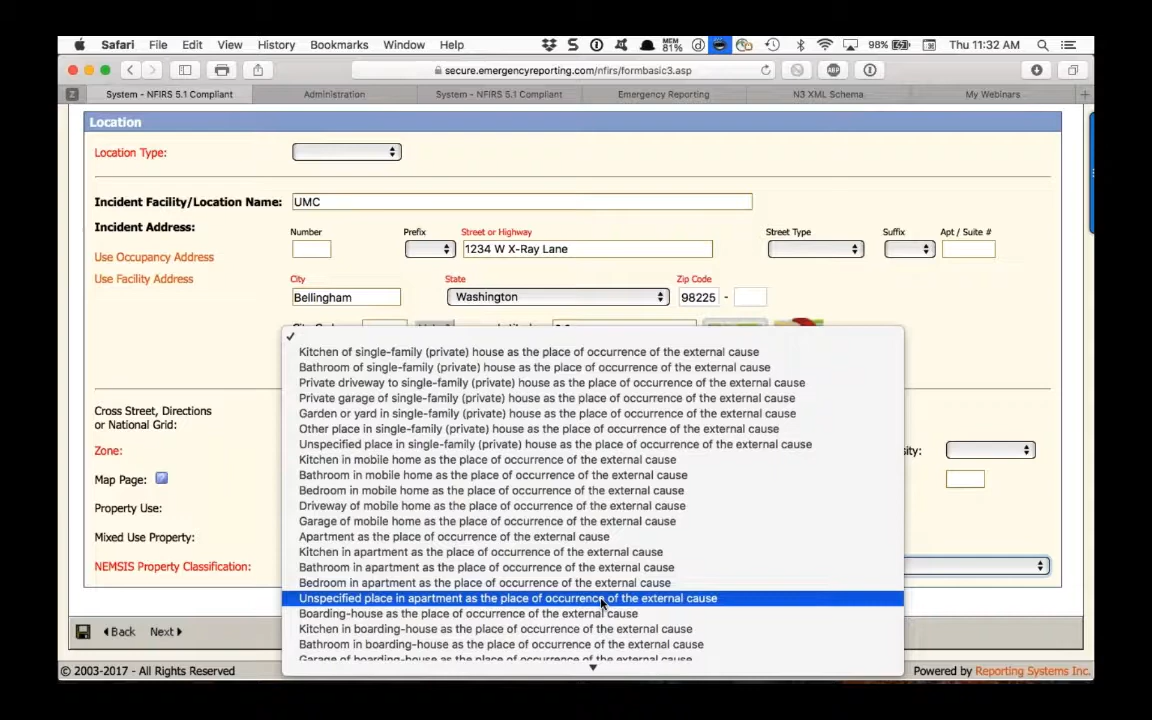 Safari File Edit View History Bookmarks Window Help MEM 81% 98% Thu 11:32 AM
secure.emergencyreporting.com/nfirs/formbasic3.asp ABP
Z System - NFIRS 5.1 Compliant Administration System - NFIRS 5.1 Compliant Emergency Reporting N3 XML Schema My Webinars +
Location
Location Type:
Incident Facility/Location Name: UMC
Incident Address: Number Prefix Street or Highway Street Type Suffix Apt / Suite #
1234 W X-Ray Lane
Use Occupancy Address
Use Facility Address City State Zip Code
Bellingham Washington 98225 -
Kitchen of single-family (private) house as the place of occurrence of the external cause
Bathroom of single-family (private) house as the place of occurrence of the external cause
Private driveway to single-family (private) house as the place of occurrence of the external cause
Private garage of single-family (private) house as the place of occurrence of the external cause
Garden or yard in single-family (private) house as the place of occurrence of the external cause
Other place in single-family (private) house as the place of occurrence of the external cause
Unspecified place in single-family (private) house as the place of occurrence of the external cause
Kitchen in mobile home as the place of occurrence of the external cause
Bathroom in mobile home as the place of occurrence of the external cause
Bedroom in mobile home as the place of occurrence of the external cause
Driveway of mobile home as the place of occurrence of the external cause
Garage of mobile home as the place of occurrence of the external cause
Apartment as the place of occurrence of the external cause
Kitchen in apartment as the place of occurrence of the external cause
Bathroom in apartment as the place of occurrence of the external cause
Bedroom in apartment as the place of occurrence of the external cause
Unspecified place in apartment as the place of occurrence of the external cause
Boarding-house as the place of occurrence of the external cause
Kitchen in boarding-house as the place of occurrence of the external cause
Bathroom in boarding-house as the place of occurrence of the external cause
Garage of boarding-house as the place of occurrence of the external cause
Cross Street, Directions
or National Grid:
Zone:
Map Page:
Property Use:
Mixed Use Property:
NEMSIS Property Classification:
Back Next
© 2003-2017 - All Rights Reserved Powered by Reporting Systems Inc.